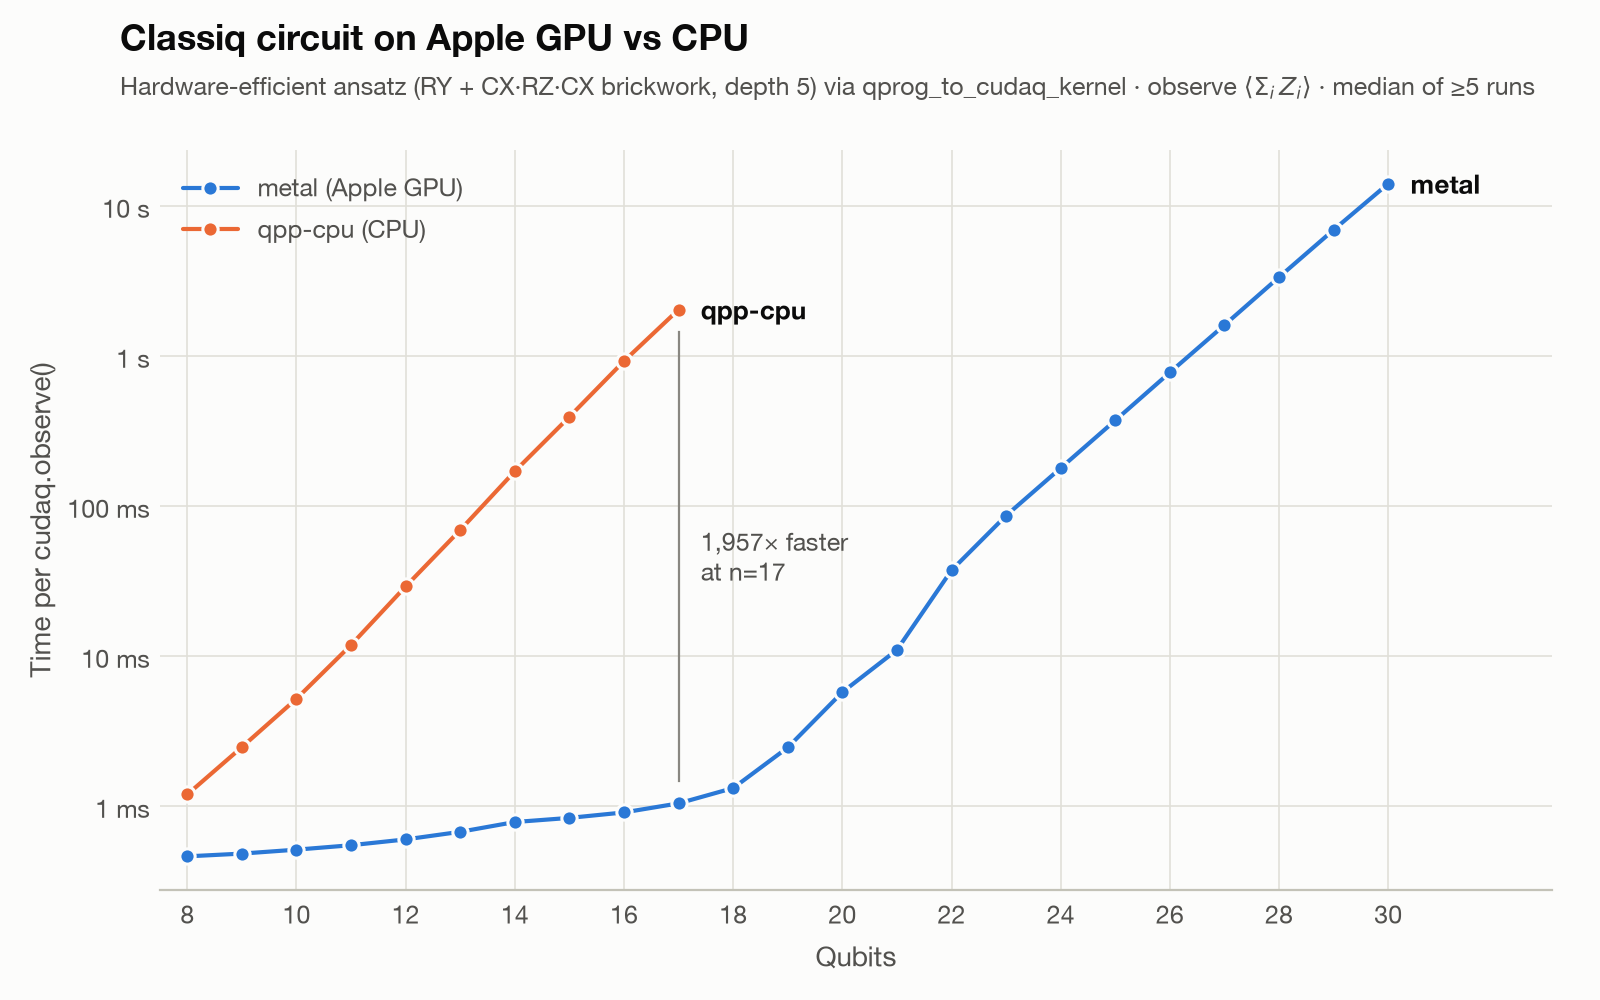 Classiq circuit on Apple GPU vs CPU
Hardware-efficient ansatz (RY + CX·RZ·CX brickwork, depth 5) via qprog_to_cudaq_kernel · observe ⟨Σᵢ Zᵢ⟩ · median of ≥5 runs
metal (Apple GPU)
qpp-cpu (CPU)
metal
qpp-cpu
1,957× faster
at n=17
Time per cudaq.observe()
10 s
1 s
100 ms
10 ms
1 ms
8 10 12 14 16 18 20 22 24 26 28 30
Qubits